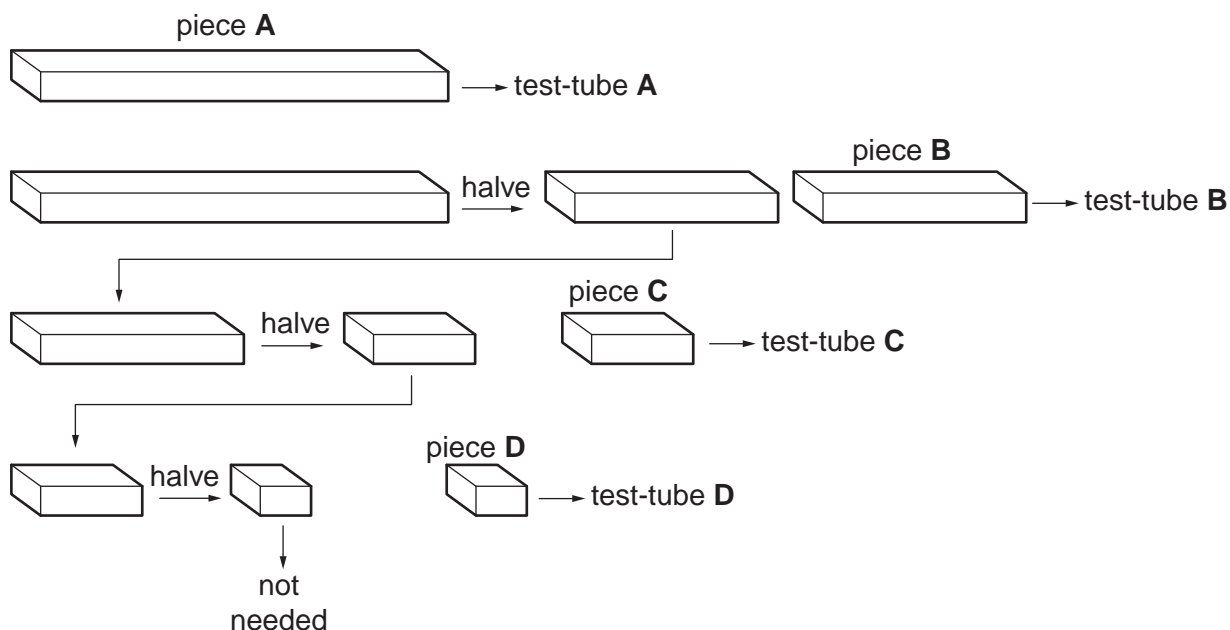 piece A
test-tube A
halve
piece B
test-tube B
halve
piece C
test-tube C
halve
piece D
test-tube D
not
needed